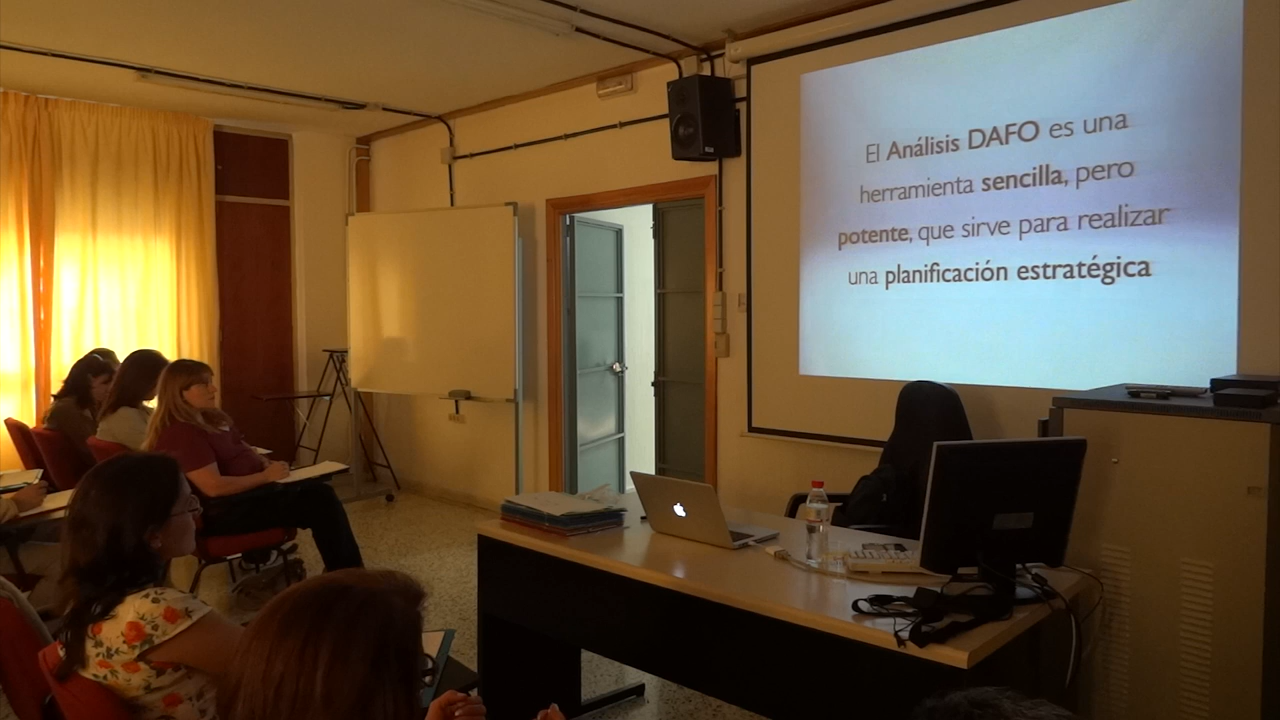 El Análisis DAFO es una
herramienta sencilla, pero
potente, que sirve para realizar
una planificación estratégica